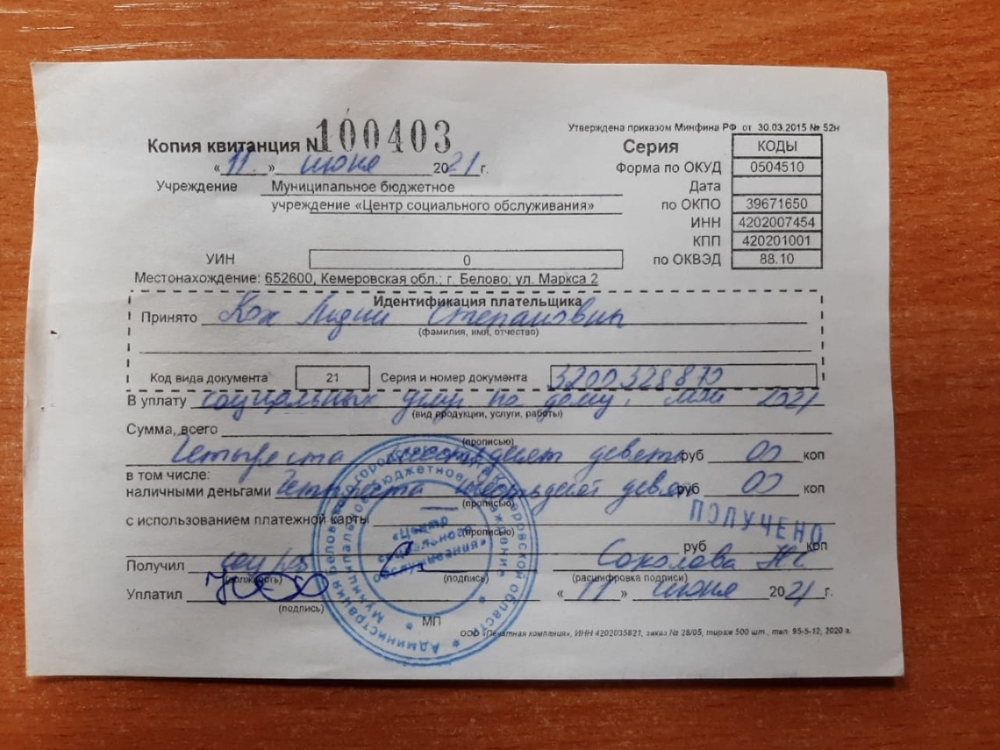 Утверждена приказом Минфина РФ от 30.03.2015 № 52н
Копия квитанция № 100403
Серия
КОДЫ
« 11. » июня 2021 г.
Форма по ОКУД 0504510
Учреждение Муниципальное бюджетное
Дата
учреждение «Центр социального обслуживания»
по ОКПО 39671650
ИНН 4202007454
КПП 420201001
УИН 0
по ОКВЭД 88.10
Местонахождение: 652600, Кемеровская обл.; г. Белово; ул. Маркса 2
Идентификация плательщика
Принято Кох Лидии Степановны
(фамилия, имя, отчество)
Код вида документа 21 Серия и номер документа 3200328870
В уплату социальных услуг на дому, май 2021
(вид продукции, услуги, работы)
Сумма, всего
(прописью)
Четыреста шестьдесят девять руб 00 коп
в том числе:
наличными деньгами Четыреста шестьдесят девять руб 00 коп
(прописью)
с использованием платежной карты
(прописью)
руб коп
ПОЛУЧЕНО
Получил соц. Соколова
(должность) (подпись) (расшифровка подписи)
Уплатил « 11 » июня 2021 г.
(подпись)
МП
ООО «Печатная компания», ИНН 4202035821, заказ № 28/05, тираж 500 шт., тел. 95-5-12, 2020 г.
«Центр
социального
обслуживания»